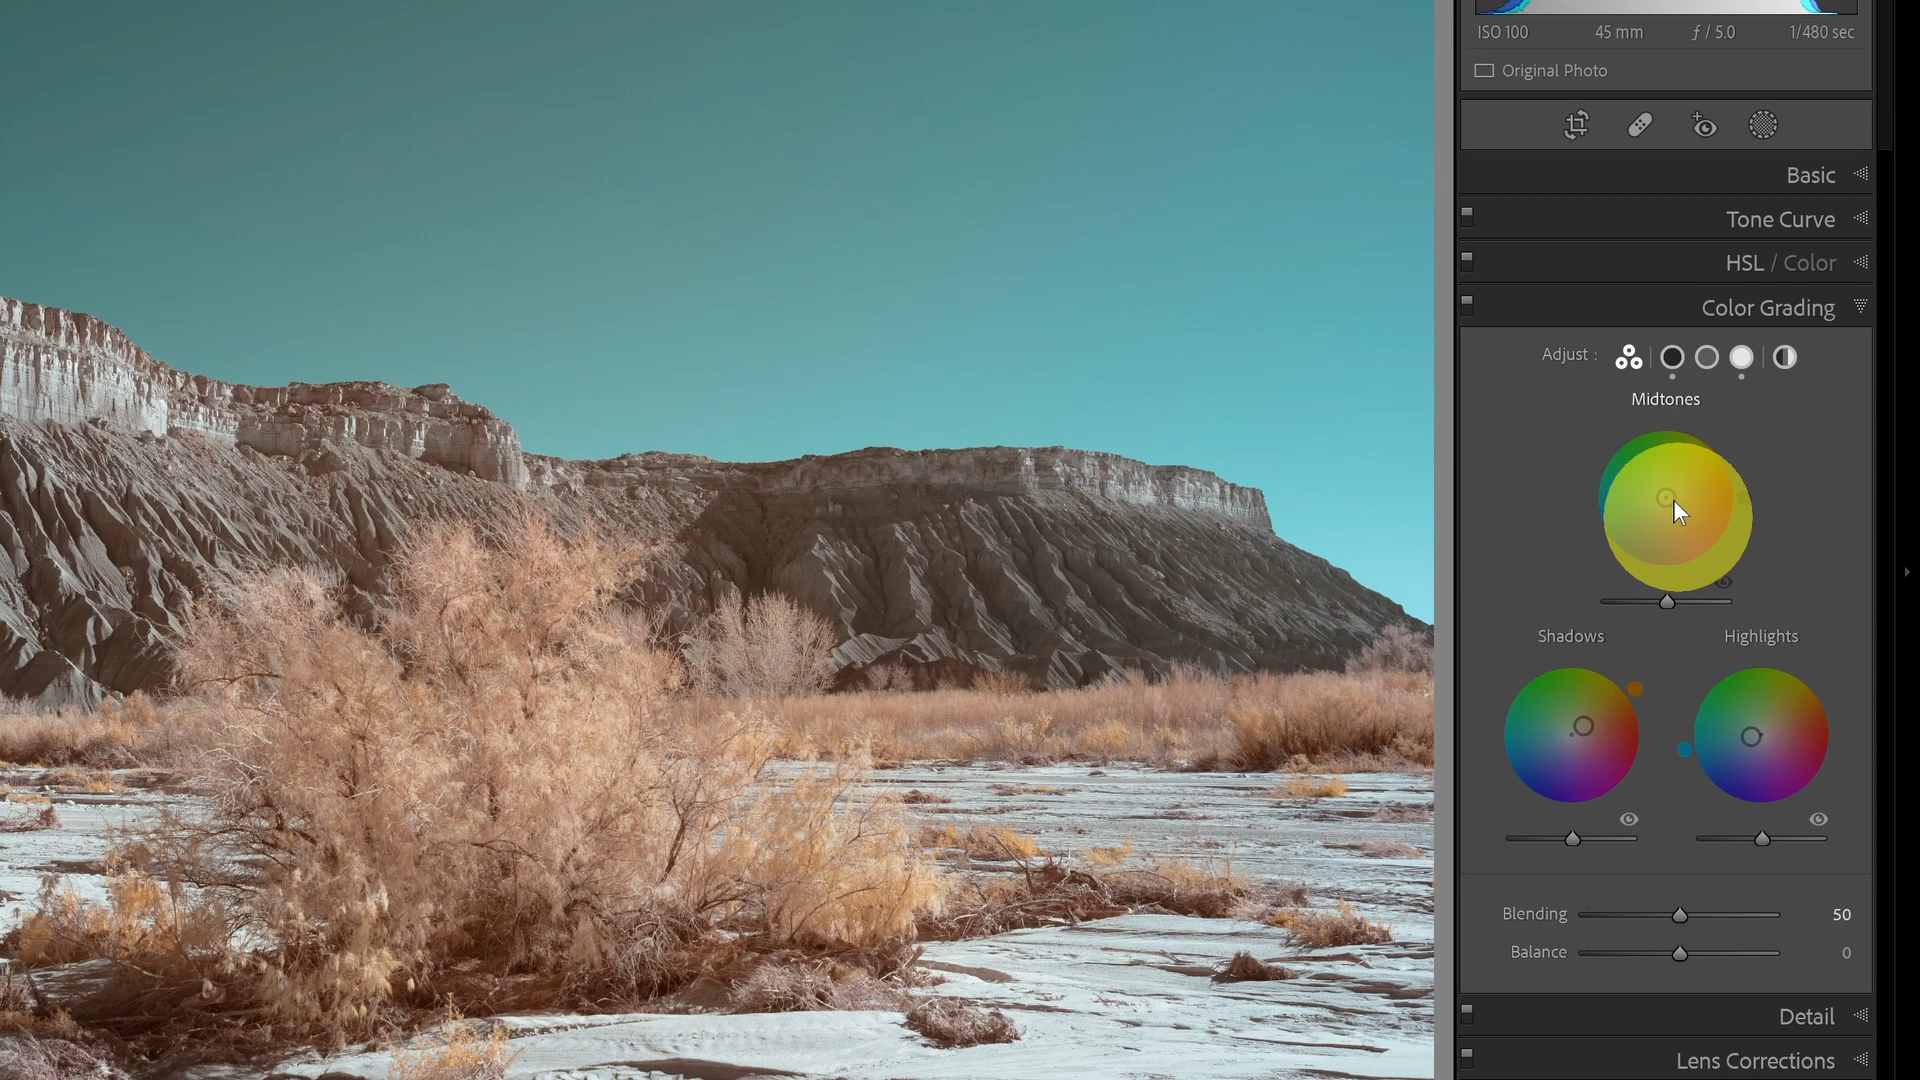 ISO 100 45 mm ƒ / 5.0 1/480 sec
Original Photo
Basic
Tone Curve
HSL / Color
Color Grading
Adjust :
Midtones
Shadows Highlights
Blending 50
Balance 0
Detail
Lens Corrections